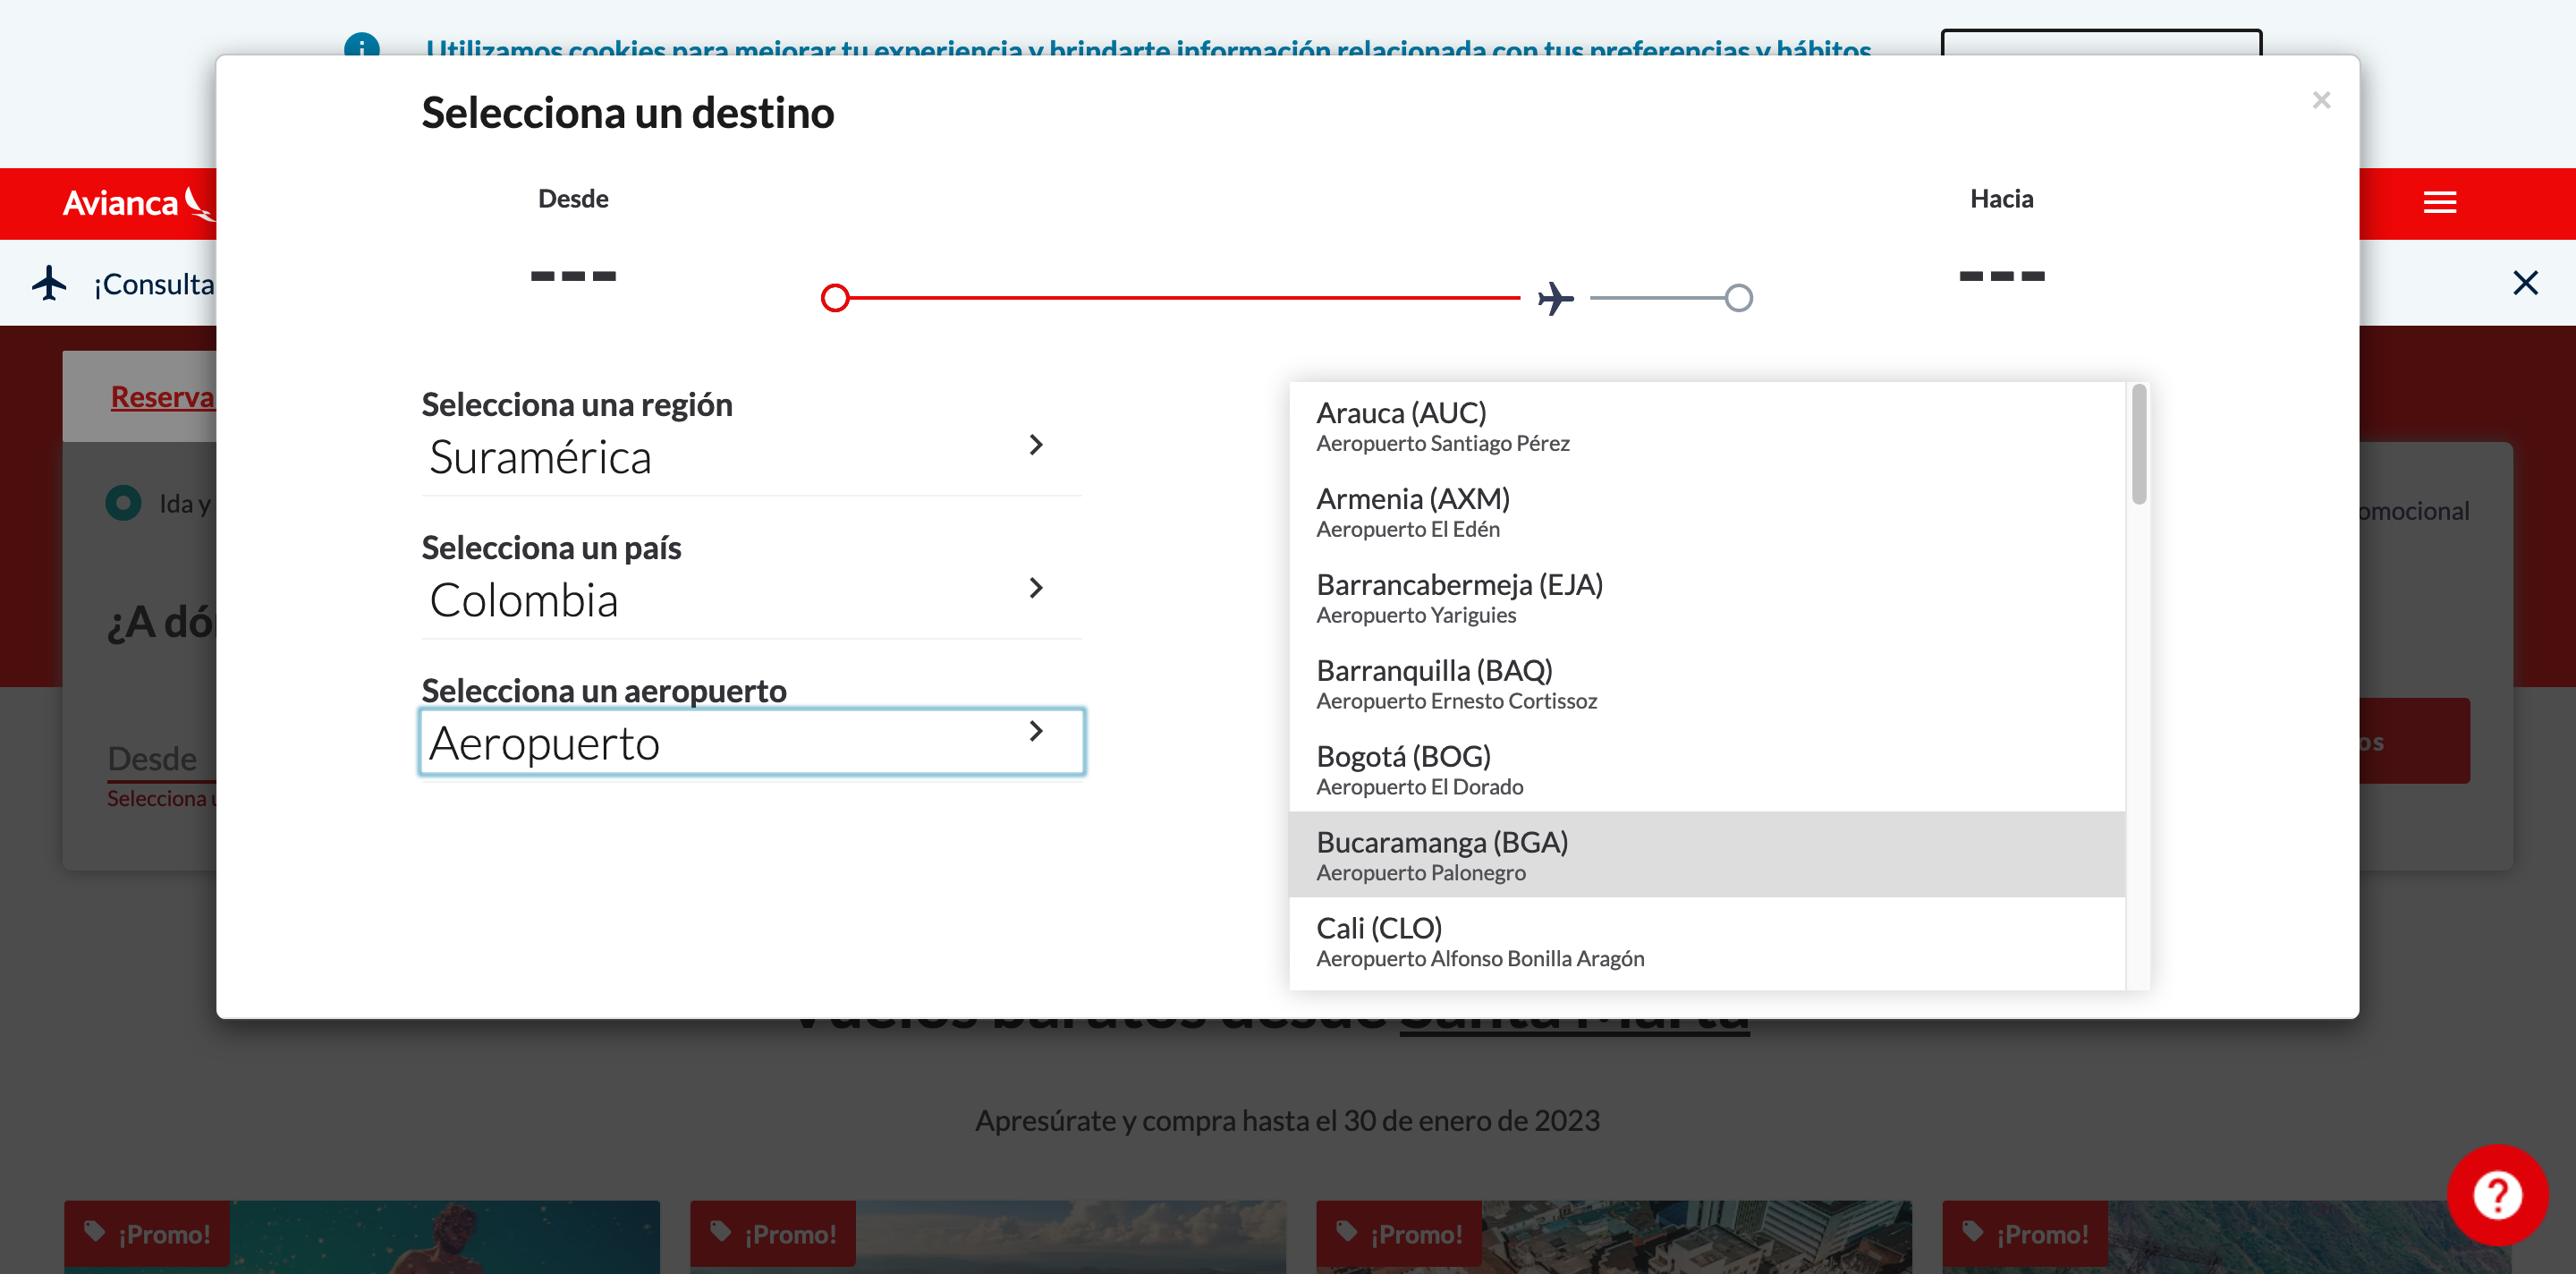 Utilizamos cookies para mejorar tu experiencia y brindarte información relacionada con tus preferencias y hábitos
Selecciona un destino
×
Desde
Hacia
---
---
Avianca
¡Consulta
Reserva
Ida y
omocional
¿A dó
Desde
Selecciona
os
Selecciona una región
Suramérica
Selecciona un país
Colombia
Selecciona un aeropuerto
Aeropuerto
Arauca (AUC)
Aeropuerto Santiago Pérez
Armenia (AXM)
Aeropuerto El Edén
Barrancabermeja (EJA)
Aeropuerto Yariguies
Barranquilla (BAQ)
Aeropuerto Ernesto Cortissoz
Bogotá (BOG)
Aeropuerto El Dorado
Bucaramanga (BGA)
Aeropuerto Palonegro
Cali (CLO)
Aeropuerto Alfonso Bonilla Aragón
Vuelos baratos desde Santa Marta
Apresúrate y compra hasta el 30 de enero de 2023
¡Promo!
¡Promo!
¡Promo!
¡Promo!
?